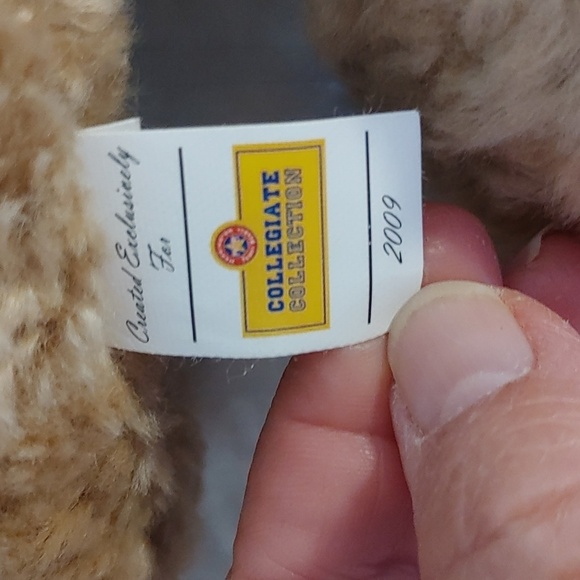 Created Exclusively
For
COLLEGIATE
COLLECTION
2009